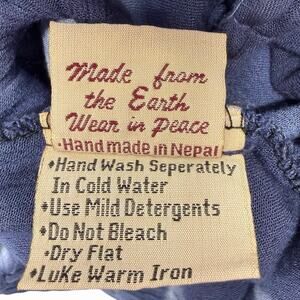 Made from
the Earth
Wear in Peace
•Hand made in Nepal
♦Hand Wash Seperately
In Cold Water
♦Use Mild Detergents
♦Do Not Bleach
•Dry Flat
♦LuKe Warm Iron